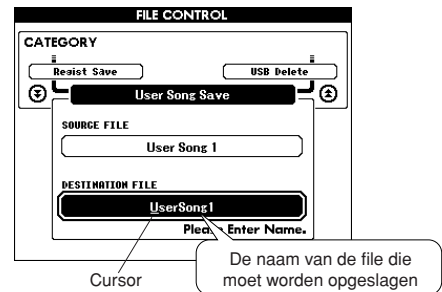 FILE CONTROL
CATEGORY
Regist Save
USB Delete
User Song Save
SOURCE FILE
User Song 1
DESTINATION FILE
UserSong1
Please Enter Name.
Cursor
De naam van de file die
moet worden opgeslagen